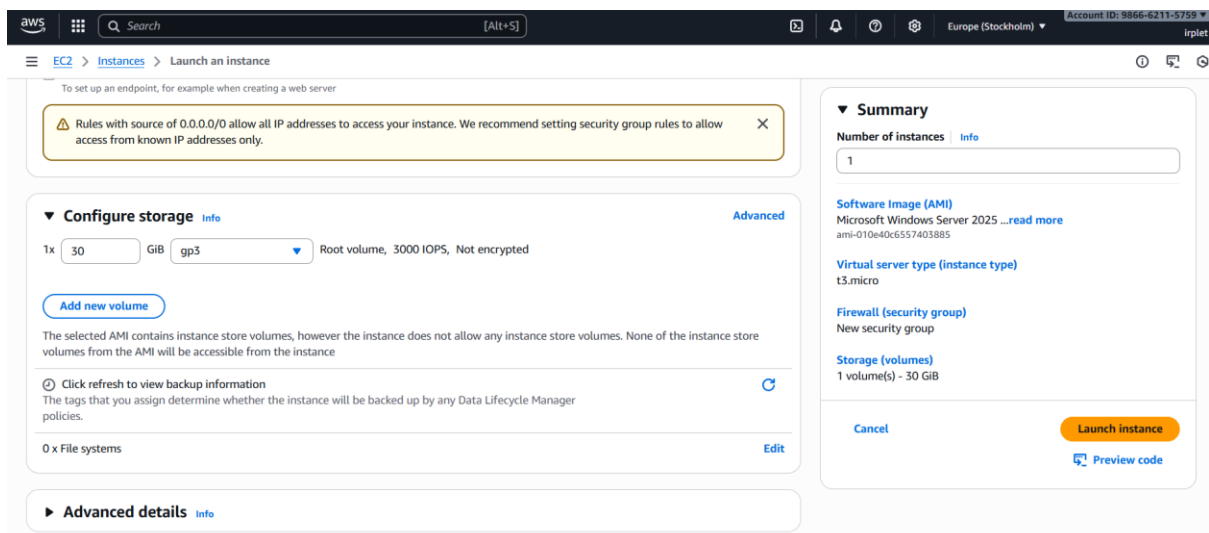 aws
Search
[Alt+S]
Europe (Stockholm)
Account ID: 9866-6211-5759
irplet
EC2 > Instances > Launch an instance
To set up an endpoint, for example when creating a web server
Rules with source of 0.0.0.0/0 allow all IP addresses to access your instance. We recommend setting security group rules to allow
access from known IP addresses only.
Configure storage Info
Advanced
1x 30 GiB gp3 Root volume, 3000 IOPS, Not encrypted
Add new volume
The selected AMI contains instance store volumes, however the instance does not allow any instance store volumes. None of the instance store
volumes from the AMI will be accessible from the instance
Click refresh to view backup information
The tags that you assign determine whether the instance will be backed up by any Data Lifecycle Manager
policies.
0 x File systems
Edit
Advanced details Info
Summary
Number of instances Info
1
Software Image (AMI)
Microsoft Windows Server 2025 ...read more
ami-010e40c6557403885
Virtual server type (instance type)
t3.micro
Firewall (security group)
New security group
Storage (volumes)
1 volume(s) - 30 GiB
Cancel
Launch instance
Preview code